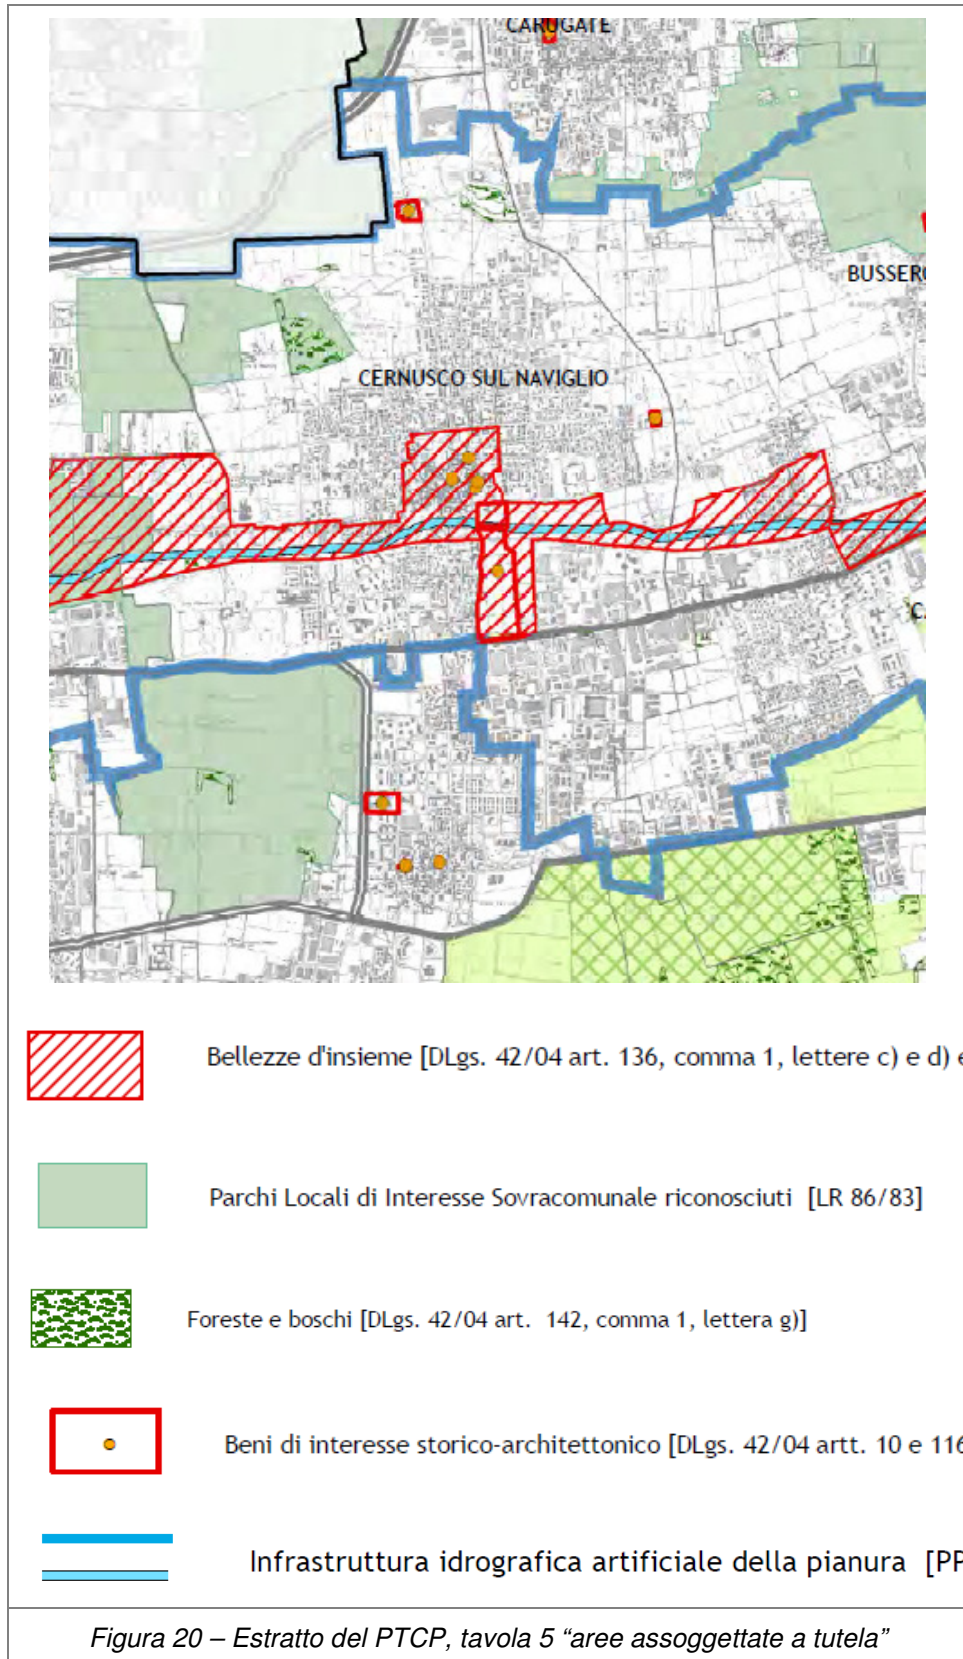 CARUGATE
BUSSERO
CERNUSCO SUL NAVIGLIO
CA
Bellezze d'insieme [DLgs. 42/04 art. 136, comma 1, lettere c) e d) e
Parchi Locali di Interesse Sovracomunale riconosciuti [LR 86/83]
Foreste e boschi [DLgs. 42/04 art. 142, comma 1, lettera g)]
Beni di interesse storico-architettonico [DLgs. 42/04 artt. 10 e 116
Infrastruttura idrografica artificiale della pianura [PP
Figura 20 – Estratto del PTCP, tavola 5 “aree assoggettate a tutela”